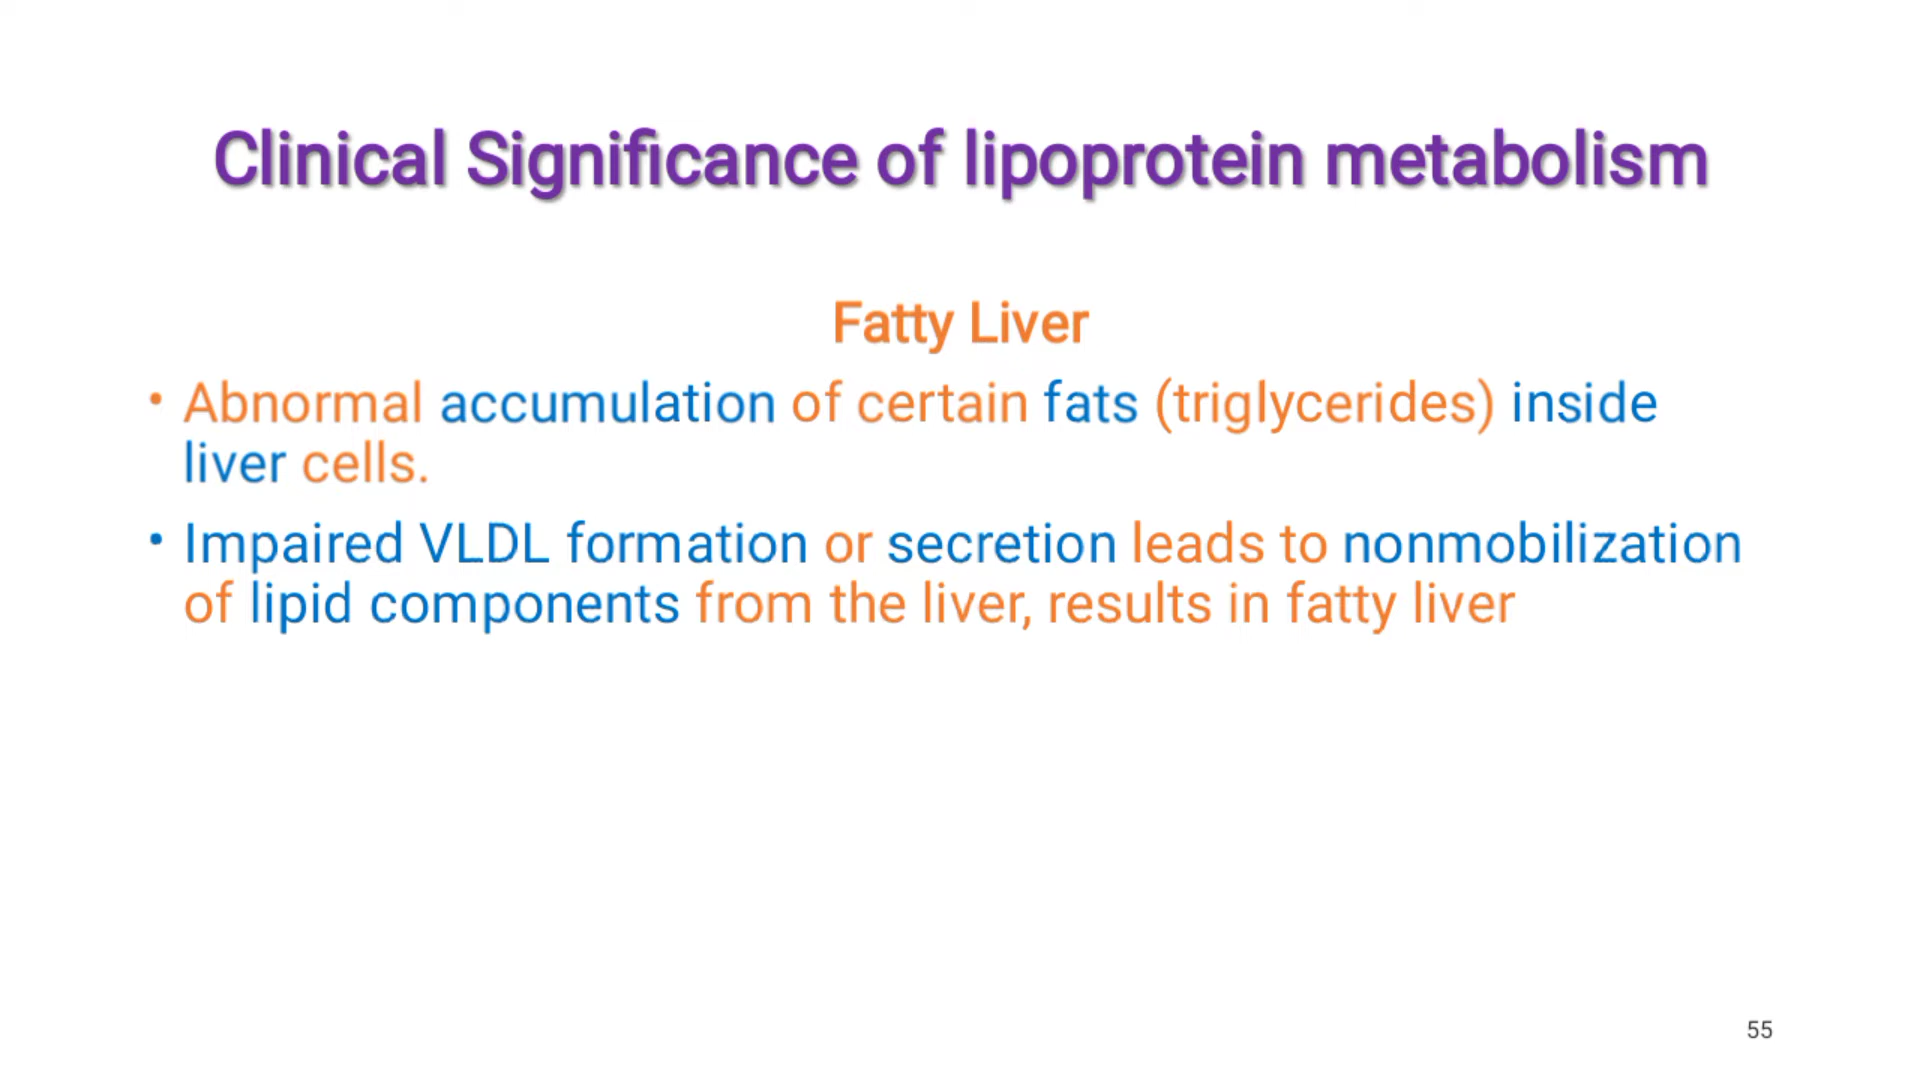 Clinical Significance of lipoprotein metabolism
Fatty Liver
• Abnormal accumulation of certain fats (triglycerides) inside
liver cells.
• Impaired VLDL formation or secretion leads to nonmobilization
of lipid components from the liver, results in fatty liver
55